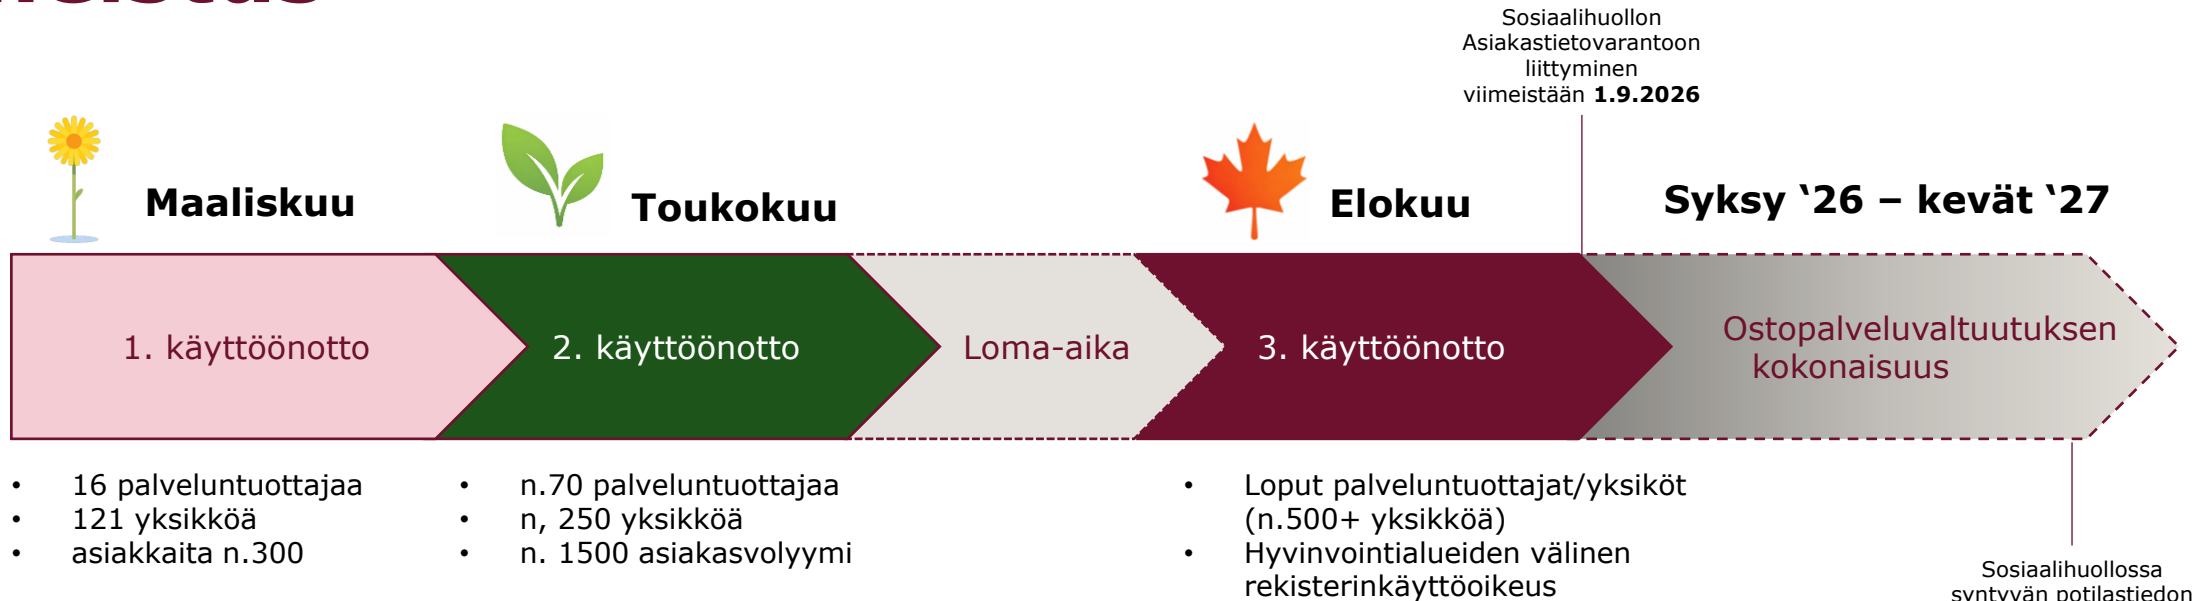 Sosiaalihuollon
Asiakastietovarantoon
liittyminen
viimeistään 1.9.2026
Maaliskuu
Toukokuu
Elokuu
Syksy ‘26 – kevät ‘27
1. käyttöönotto
2. käyttöönotto
Loma-aika
3. käyttöönotto
Ostopalveluvaltuutuksen
kokonaisuus
• 16 palveluntuottajaa
• 121 yksikköä
• asiakkaita n.300
• n.70 palveluntuottajaa
• n, 250 yksikköä
• n. 1500 asiakasvolyymi
• Loput palveluntuottajat/yksiköt
(n.500+ yksikköä)
• Hyvinvointialueiden välinen
rekisterinkäyttöoikeus
Sosiaalihuollossa
syntyvän potilastiedon